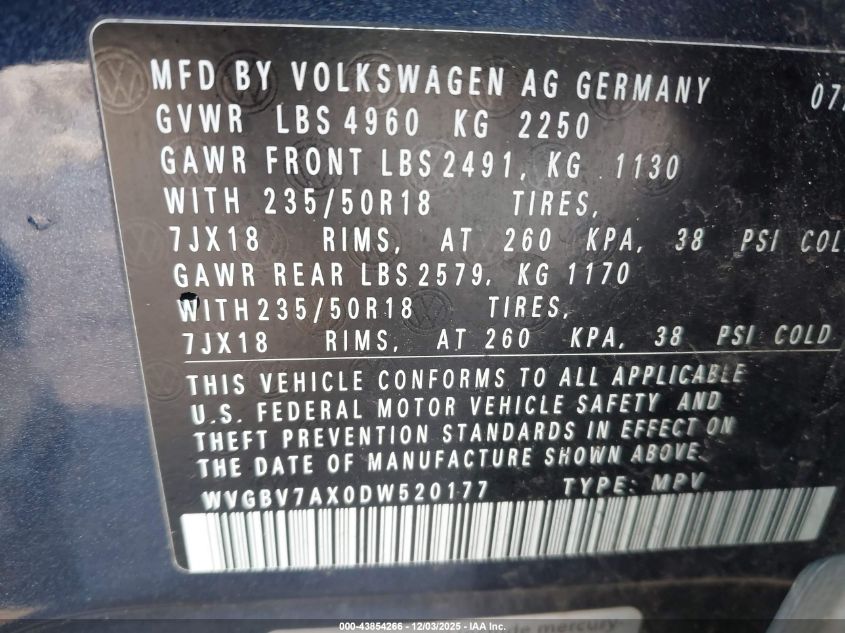 MFD BY VOLKSWAGEN AG GERMANY 07
GVWR LBS 4960 KG 2250
GAWR FRONT LBS 2491, KG 1130
WITH 235/50R18 TIRES,
7JX18 RIMS, AT 260 KPA, 38 PSI COL
GAWR REAR LBS 2579, KG 1170
WITH 235/50R18 TIRES,
7JX18 RIMS, AT 260 KPA, 38 PSI COLD
THIS VEHICLE CONFORMS TO ALL APPLICABLE
U.S. FEDERAL MOTOR VEHICLE SAFETY AND
THEFT PREVENTION STANDARDS IN EFFECT ON
THE DATE OF MANUFACTURE SHOWN ABOVE.
WVGBV7AX0DW520177 TYPE: MPV
000-43854266 - 12/03/2025 - IAA Inc.
mercury